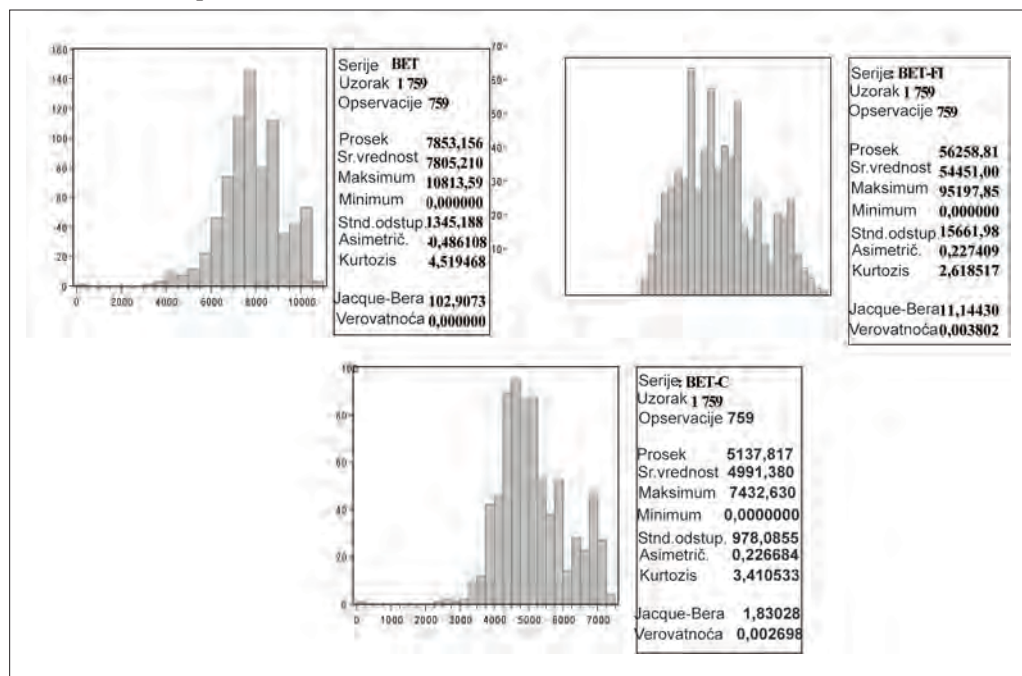 160
140
120
100
80
60
40
20
0
0 2000 4000 6000 8000 10000
Serije BET
Uzorak 1 759
Opservacije 759
Prosek 7853,156
Sr.vrednost 7805,210
Maksimum 10813,59
Minimum 0,000000
Stnd.odstup. 1345,188
Asimetrič. -0,486108
Kurtozis 4,519468
Jacque-Bera 102,9073
Verovatnoća 0,000000
70
60
50
40
30
20
10
Serije: BET-FI
Uzorak 1 759
Opservacije 759
Prosek 56258,81
Sr.vrednost 54451,00
Maksimum 95197,85
Minimum 0,000000
Stnd.odstup. 15661,98
Asimetrič. 0,227409
Kurtozis 2,618517
Jacque-Bera 11,14430
Verovatnoća 0,003802
100
80
60
40
20
0
0 1000 2000 3000 4000 5000 6000 7000
Serije: BET-C
Uzorak 1 759
Opservacije 759
Prosek 5137,817
Sr.vrednost 4991,380
Maksimum 7432,630
Minimum 0,0000000
Stnd.odstup. 978,0855
Asimetrič. 0,226684
Kurtozis 3,410533
Jacque-Bera 1,83028
Verovatnoća 0,002698